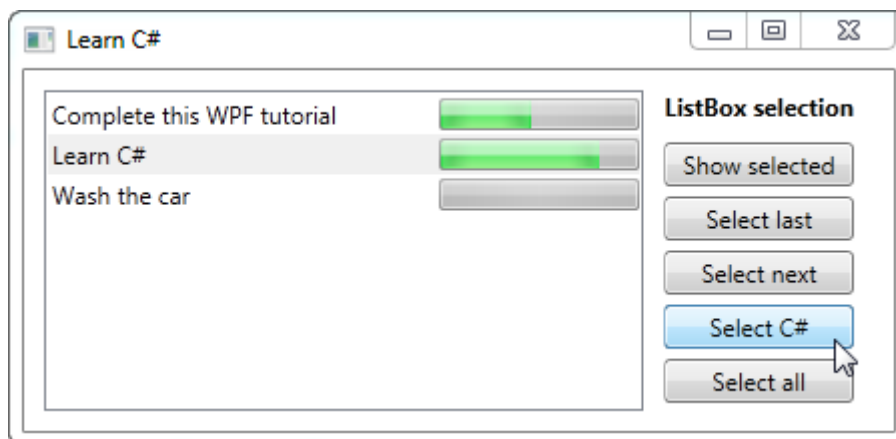 Learn C#
Complete this WPF tutorial
Learn C#
Wash the car
ListBox selection
Show selected
Select last
Select next
Select C#
Select all